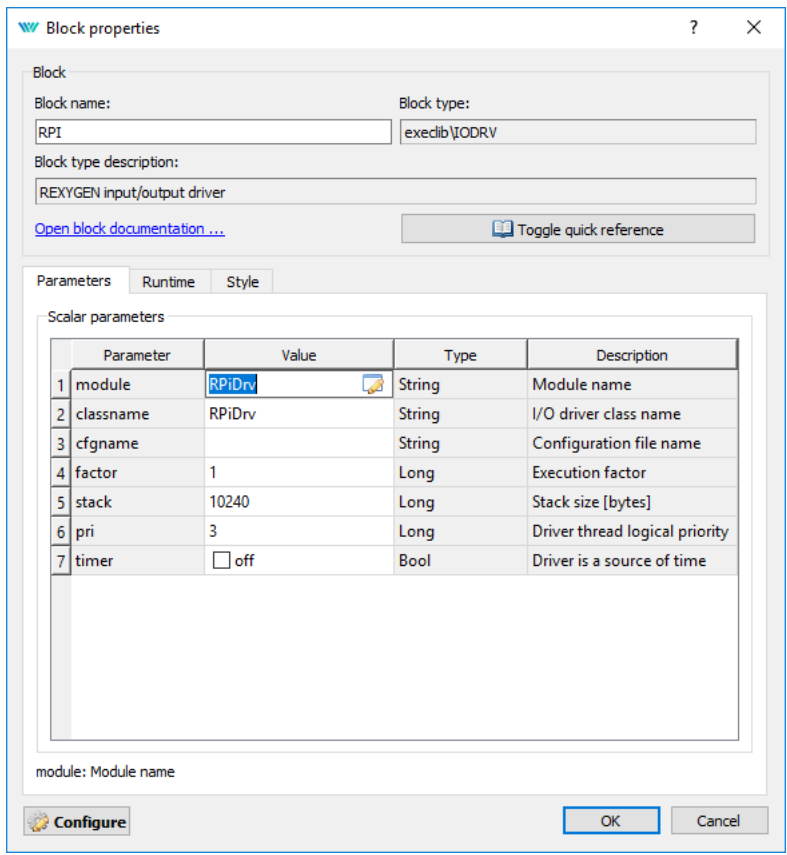 Block properties ?
Block
Block name: Block type:
RPI execlib\IODRV
Block type description:
REXYGEN input/output driver
Open block documentation ... Toggle quick reference
Parameters Runtime Style
Scalar parameters
Parameter Value Type Description
1 module RPiDrv String Module name
2 classname RPiDrv String I/O driver class name
3 cfgname String Configuration file name
4 factor 1 Long Execution factor
5 stack 10240 Long Stack size [bytes]
6 pri 3 Long Driver thread logical priority
7 timer off Bool Driver is a source of time
module: Module name
Configure OK Cancel